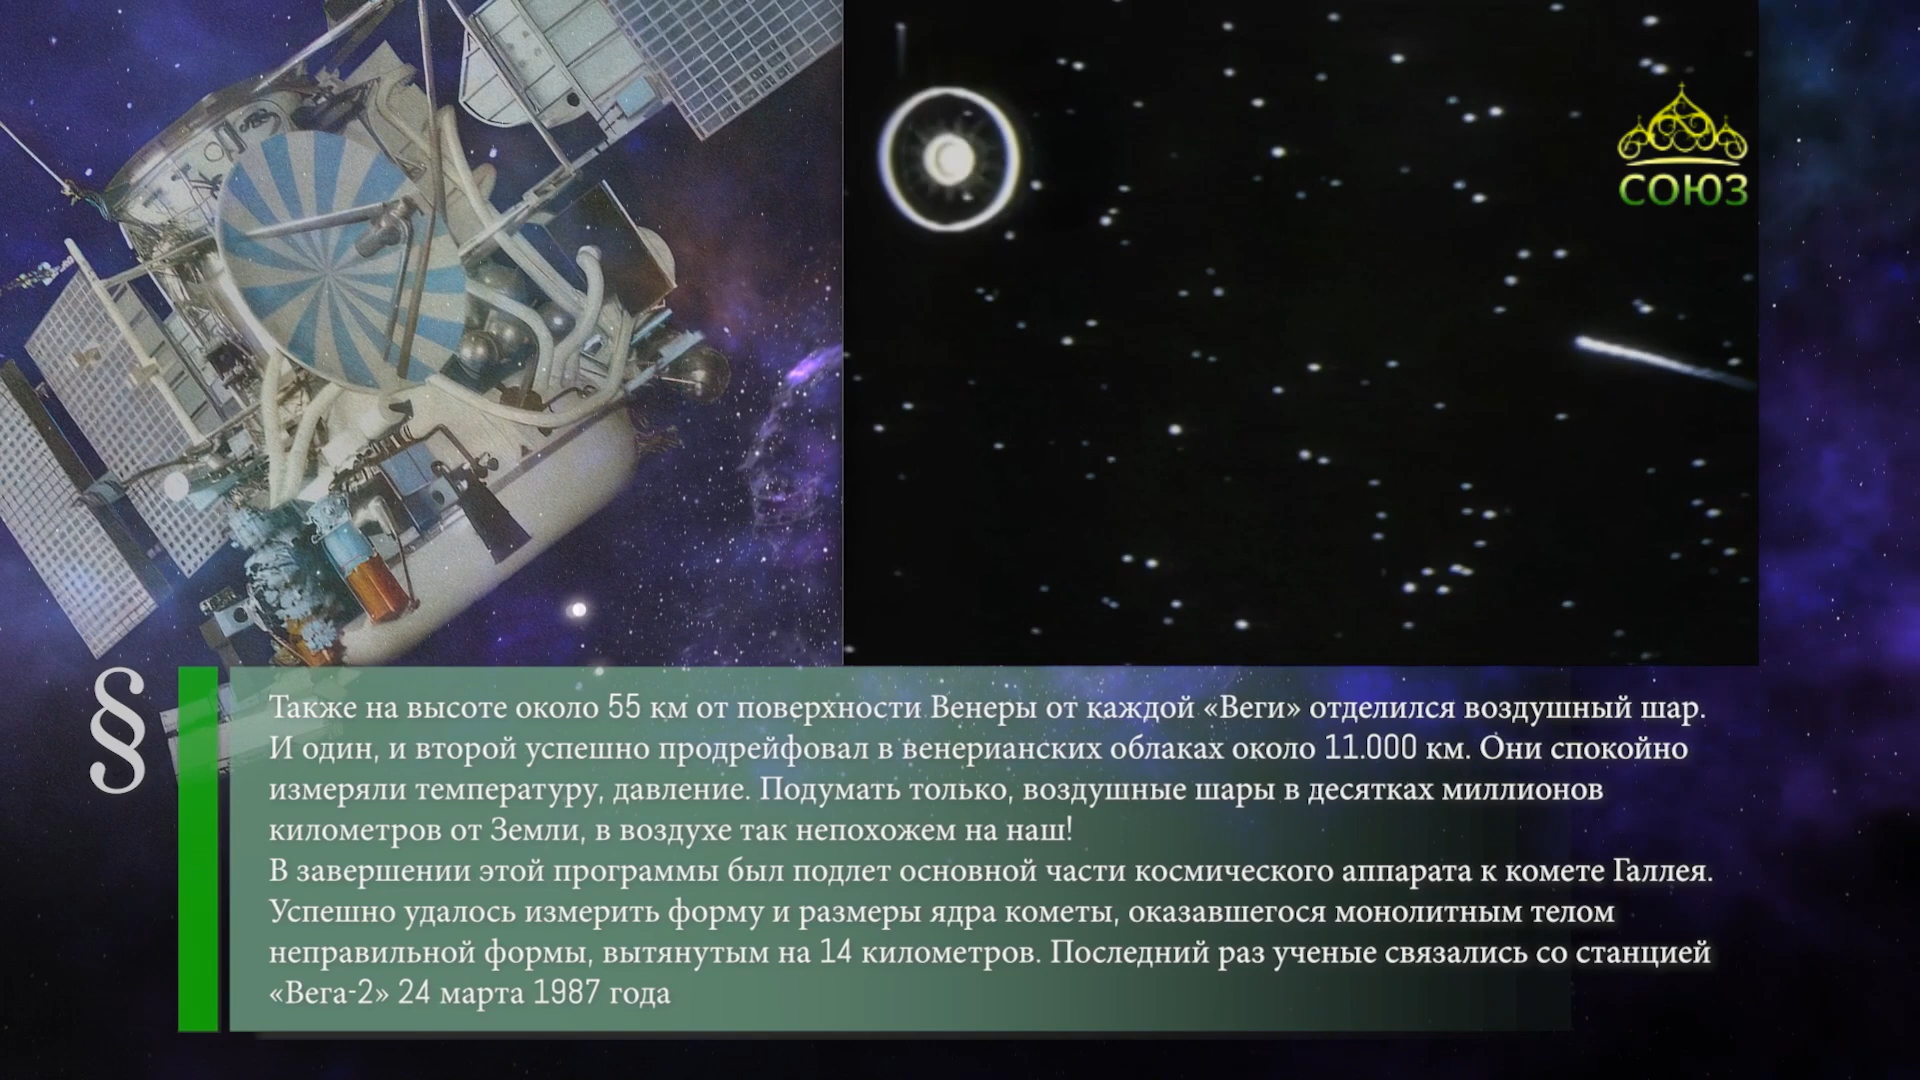 СОЮЗ
§
Также на высоте около 55 км от поверхности Венеры от каждой «Веги» отделился воздушный шар.
И один, и второй успешно продрейфовал в венерианских облаках около 11.000 км. Они спокойно
измеряли температуру, давление. Подумать только, воздушные шары в десятках миллионов
километров от Земли, в воздухе так непохожем на наш!
В завершении этой программы был подлет основной части космического аппарата к комете Галлея.
Успешно удалось измерить форму и размеры ядра кометы, оказавшегося монолитным телом
неправильной формы, вытянутым на 14 километров. Последний раз ученые связались со станцией
«Вега-2» 24 марта 1987 года